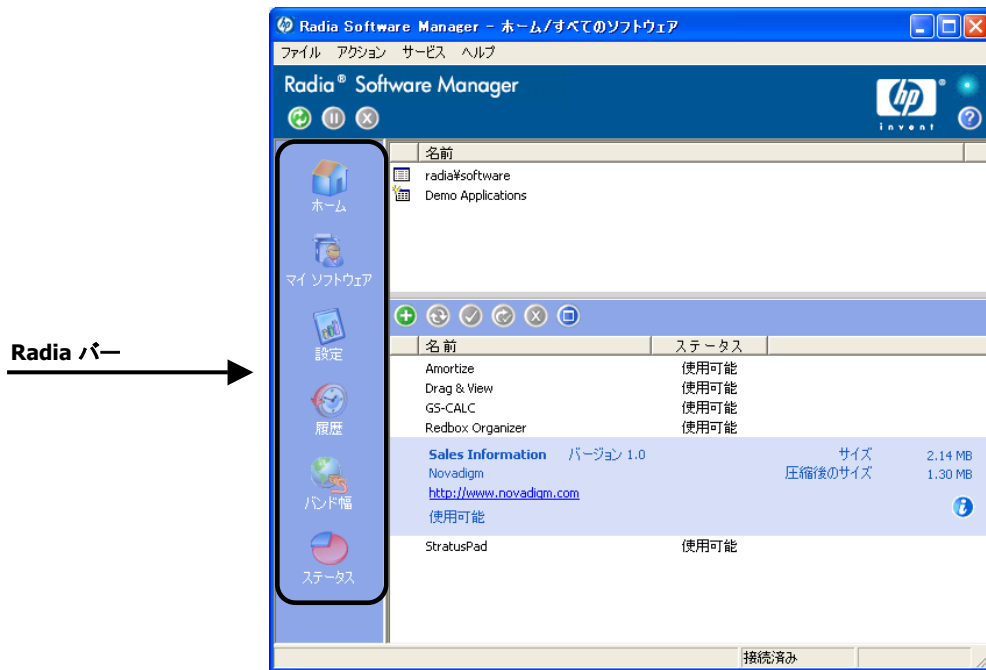 Radia Software Manager - ホーム/すべてのソフトウェア
ファイル アクション サービス ヘルプ
Radia® Software Manager
hp ®
invent
ホーム
マイ ソフトウェア
設定
履歴
バンド幅
ステータス
Radia バー
名前
radia¥software
Demo Applications
名前 ステータス
Amortize 使用可能
Drag & View 使用可能
GS-CALC 使用可能
Redbox Organizer 使用可能
Sales Information バージョン 1.0 サイズ 2.14 MB
Novadigm 圧縮後のサイズ 1.30 MB
http://www.novadigm.com
使用可能
StratusPad 使用可能
接続済み